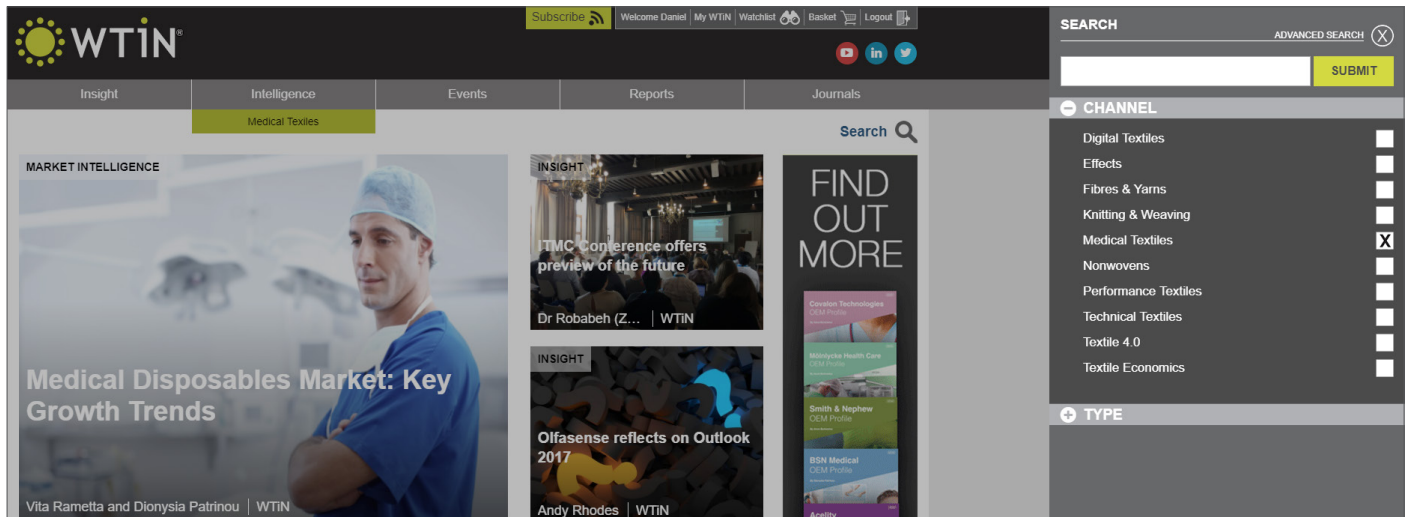 WTiN®
Subscribe
Welcome Daniel | My WTiN | Watchlist | Basket | Logout
in
Insight
Intelligence
Events
Reports
Journals
Medical Texiles
Search
MARKET INTELLIGENCE
Medical Disposables Market: Key
Growth Trends
Vita Rametta and Dionysia Patrinou | WTiN
INSIGHT
ITMC Conference offers
preview of the future
Dr Robabeh (Z... | WTiN
INSIGHT
Olfasense reflects on Outlook
2017
Andy Rhodes | WTiN
FIND
OUT
MORE
Covalon Technologies
OEM Profile
Mölnlycke Health Care
OEM Profile
Smith & Nephew
OEM Profile
BSN Medical
OEM Profile
Acelity
SEARCH
ADVANCED SEARCH X
SUBMIT
CHANNEL
Digital Textiles
Effects
Fibres & Yarns
Knitting & Weaving
Medical Textiles X
Nonwovens
Performance Textiles
Technical Textiles
Textile 4.0
Textile Economics
TYPE